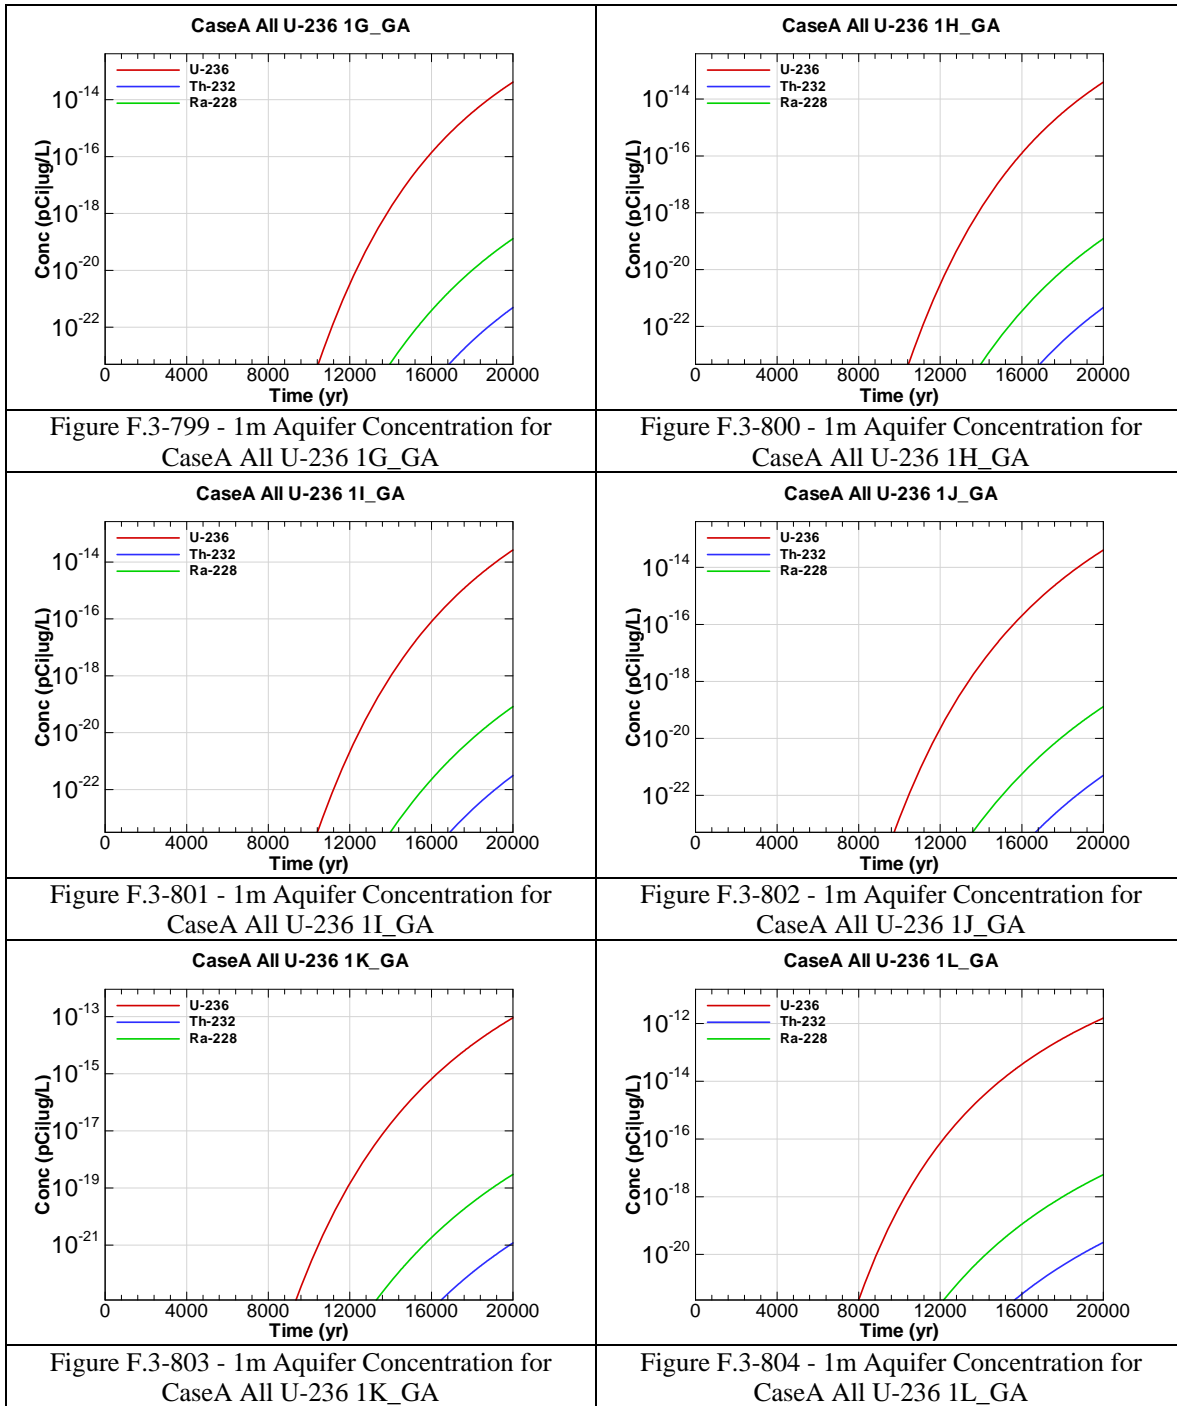 CaseA All U-236 1G_GA
U-236
Th-232
Ra-228
10-14
10-16
10-18
10-20
10-22
Conc (pCi|ug/L)
0 4000 8000 12000 16000 20000
Time (yr)
Figure F.3-799 - 1m Aquifer Concentration for
CaseA All U-236 1G_GA
CaseA All U-236 1H_GA
U-236
Th-232
Ra-228
10-14
10-16
10-18
10-20
10-22
Conc (pCi|ug/L)
0 4000 8000 12000 16000 20000
Time (yr)
Figure F.3-800 - 1m Aquifer Concentration for
CaseA All U-236 1H_GA
CaseA All U-236 1I_GA
U-236
Th-232
Ra-228
10-14
10-16
10-18
10-20
10-22
Conc (pCi|ug/L)
0 4000 8000 12000 16000 20000
Time (yr)
Figure F.3-801 - 1m Aquifer Concentration for
CaseA All U-236 1I_GA
CaseA All U-236 1J_GA
U-236
Th-232
Ra-228
10-14
10-16
10-18
10-20
10-22
Conc (pCi|ug/L)
0 4000 8000 12000 16000 20000
Time (yr)
Figure F.3-802 - 1m Aquifer Concentration for
CaseA All U-236 1J_GA
CaseA All U-236 1K_GA
U-236
Th-232
Ra-228
10-13
10-15
10-17
10-19
10-21
Conc (pCi|ug/L)
0 4000 8000 12000 16000 20000
Time (yr)
Figure F.3-803 - 1m Aquifer Concentration for
CaseA All U-236 1K_GA
CaseA All U-236 1L_GA
U-236
Th-232
Ra-228
10-12
10-14
10-16
10-18
10-20
Conc (pCi|ug/L)
0 4000 8000 12000 16000 20000
Time (yr)
Figure F.3-804 - 1m Aquifer Concentration for
CaseA All U-236 1L_GA